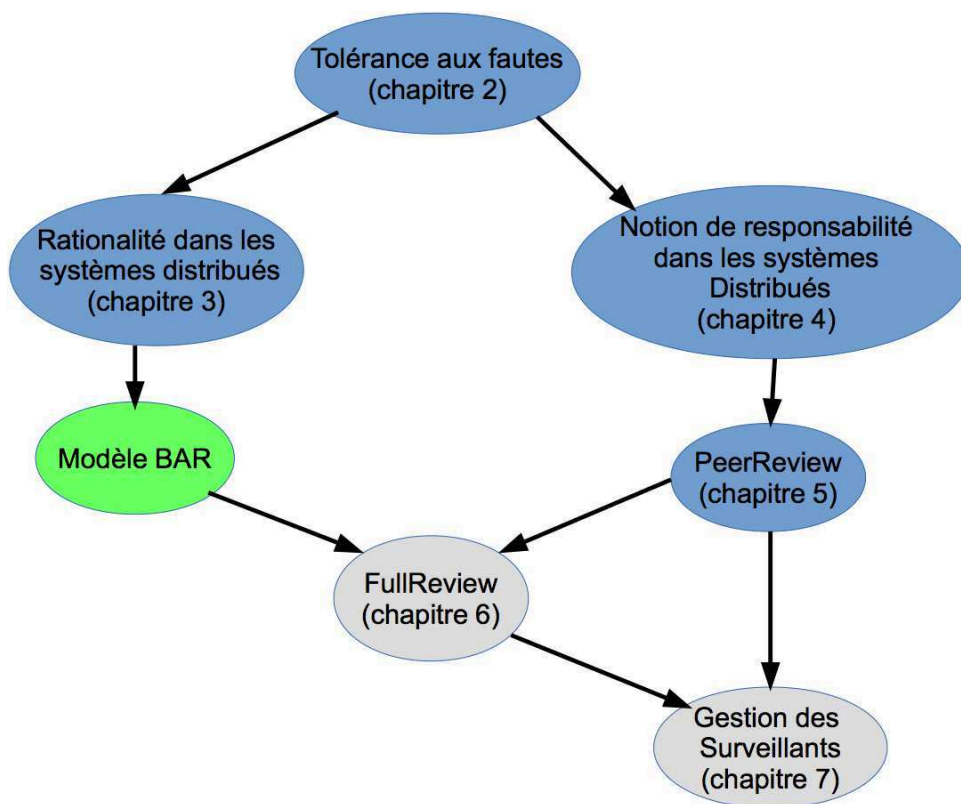 Tolérance aux fautes
(chapitre 2)
Rationalité dans les
systèmes distribués
(chapitre 3)
Notion de responsabilité
dans les systèmes
Distribués
(chapitre 4)
Modèle BAR
PeerReview
(chapitre 5)
FullReview
(chapitre 6)
Gestion des
Surveillants
(chapitre 7)